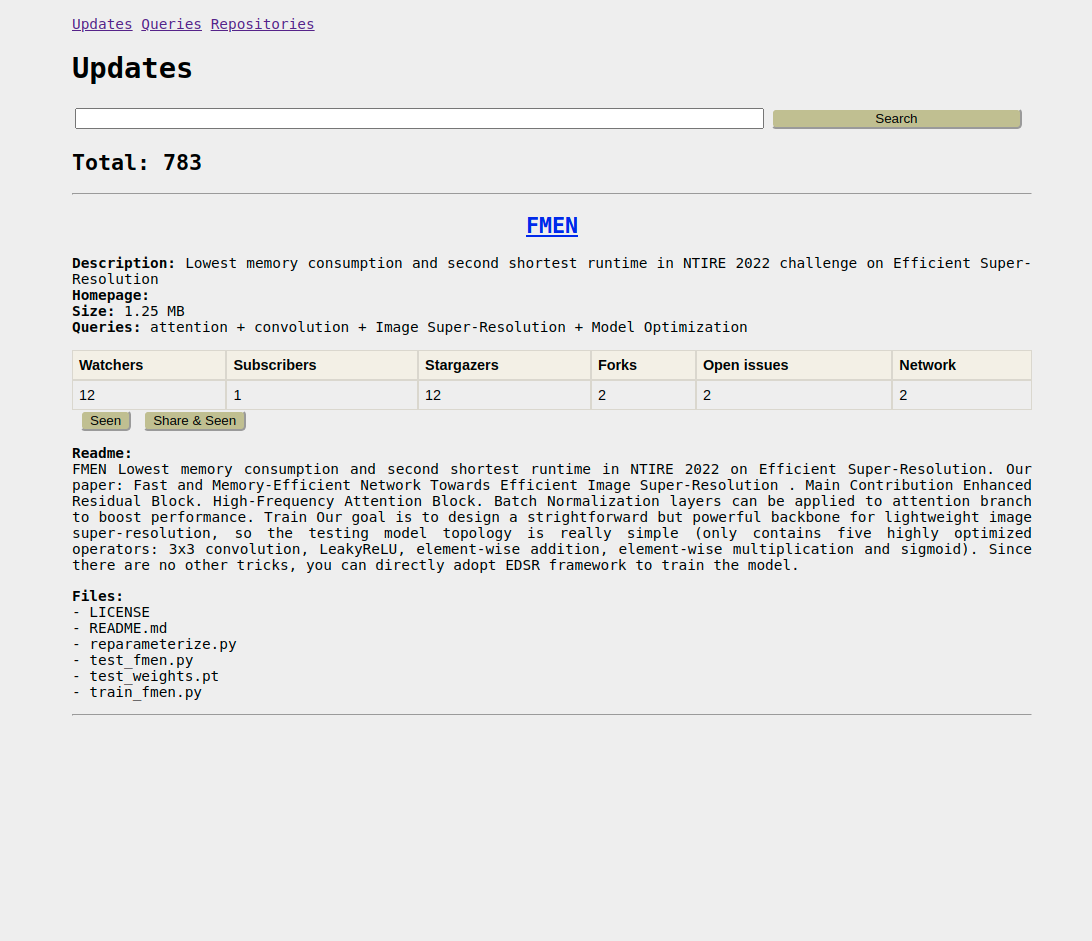 Updates Queries Repositories
Updates
Search
Total: 783
FMEN
Description: Lowest memory consumption and second shortest runtime in NTIRE 2022 challenge on Efficient Super-
Resolution
Homepage:
Size: 1.25 MB
Queries: attention + convolution + Image Super-Resolution + Model Optimization
Watchers Subscribers Stargazers Forks Open issues Network
12 1 12 2 2 2
Seen Share & Seen
Readme:
FMEN Lowest memory consumption and second shortest runtime in NTIRE 2022 on Efficient Super-Resolution. Our
paper: Fast and Memory-Efficient Network Towards Efficient Image Super-Resolution . Main Contribution Enhanced
Residual Block. High-Frequency Attention Block. Batch Normalization layers can be applied to attention branch
to boost performance. Train Our goal is to design a strightforward but powerful backbone for lightweight image
super-resolution, so the testing model topology is really simple (only contains five highly optimized
operators: 3x3 convolution, LeakyReLU, element-wise addition, element-wise multiplication and sigmoid). Since
there are no other tricks, you can directly adopt EDSR framework to train the model.
Files:
- LICENSE
- README.md
- reparameterize.py
- test_fmen.py
- test_weights.pt
- train_fmen.py